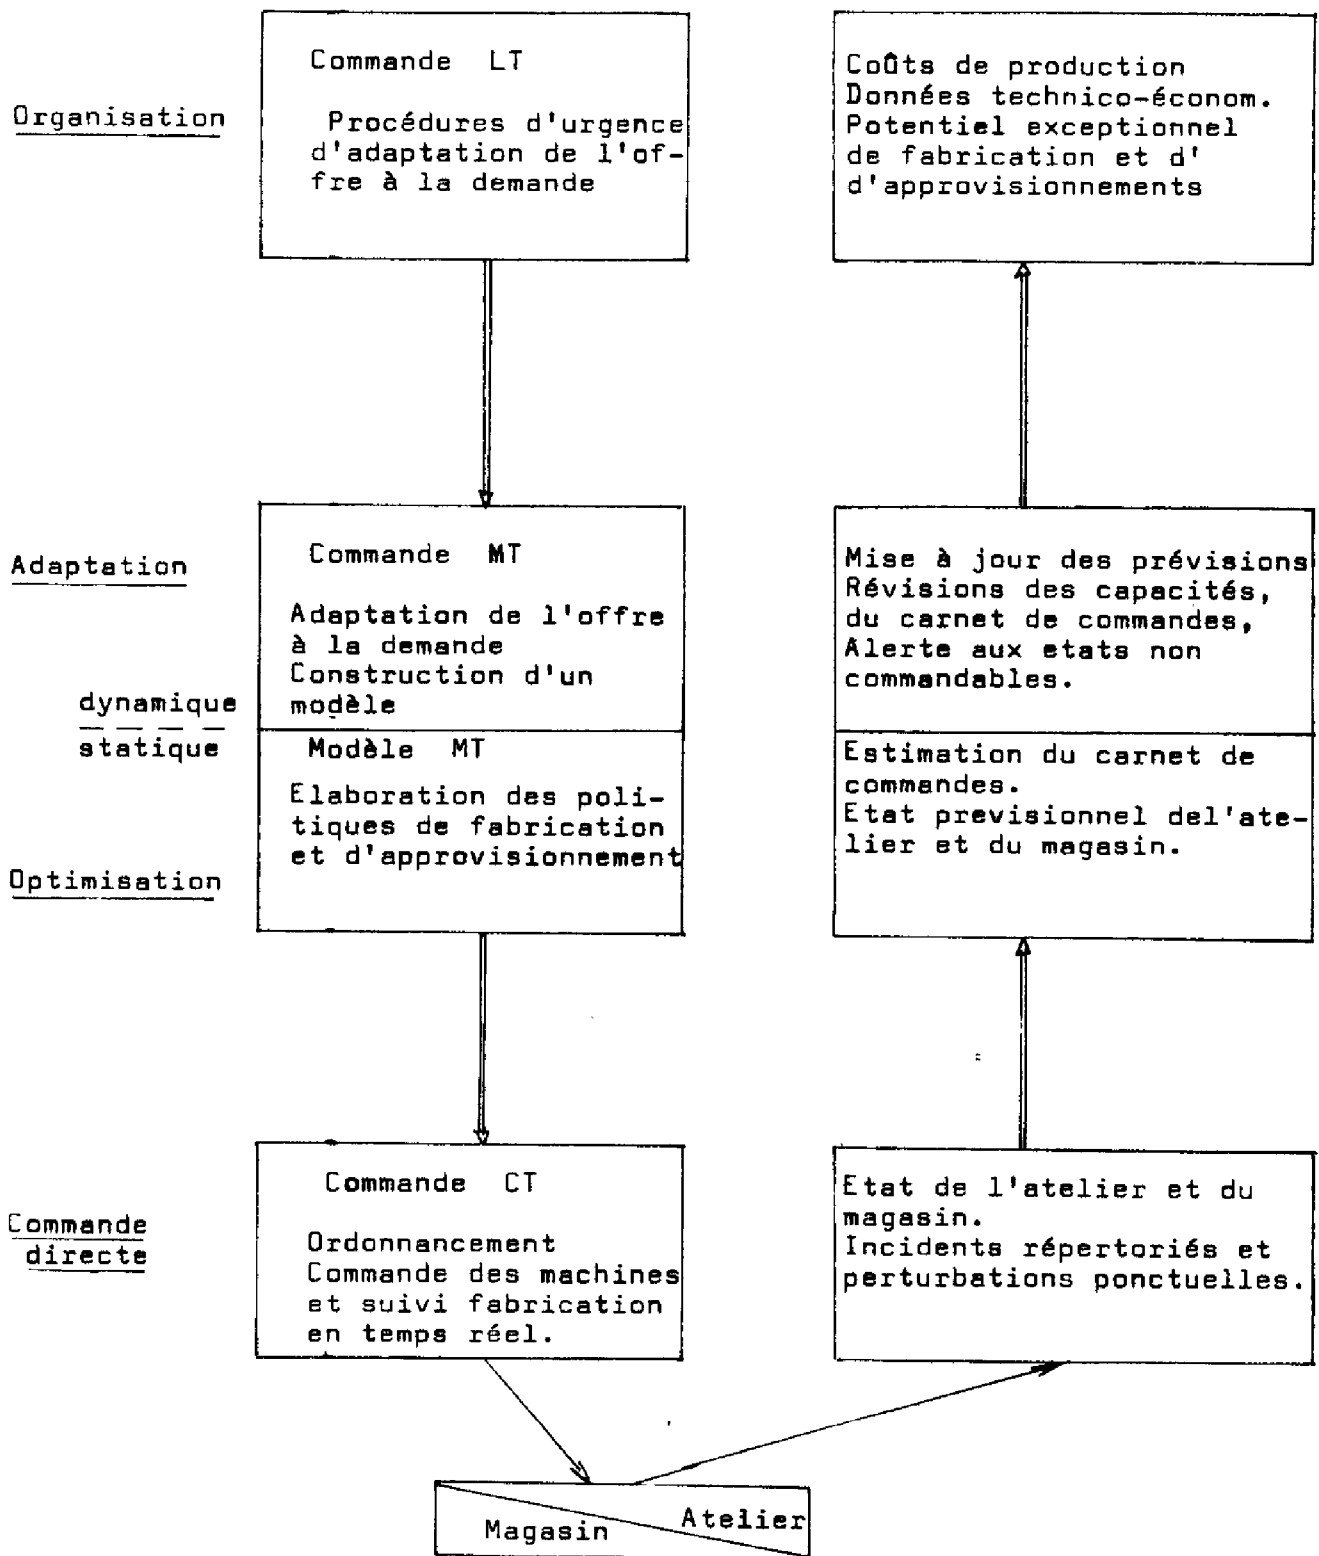 Organisation
Commande LT
Procédures d'urgence
d'adaptation de l'of-
fre à la demande
Coûts de production
Données technico-économ.
Potentiel exceptionnel
de fabrication et d'
d'approvisionnements
Adaptation
dynamique
statique
Optimisation
Commande MT
Adaptation de l'offre
à la demande
Construction d'un
modèle
Modèle MT
Elaboration des poli-
tiques de fabrication
et d'approvisionnement
Mise à jour des prévisions
Révisions des capacités,
du carnet de commandes,
Alerte aux etats non
commandables.
Estimation du carnet de
commandes.
Etat previsionnel del'ate-
lier et du magasin.
Commande
directe
Commande CT
Ordonnancement
Commande des machines
et suivi fabrication
en temps réel.
Etat de l'atelier et du
magasin.
Incidents répertoriés et
perturbations ponctuelles.
Magasin
Atelier